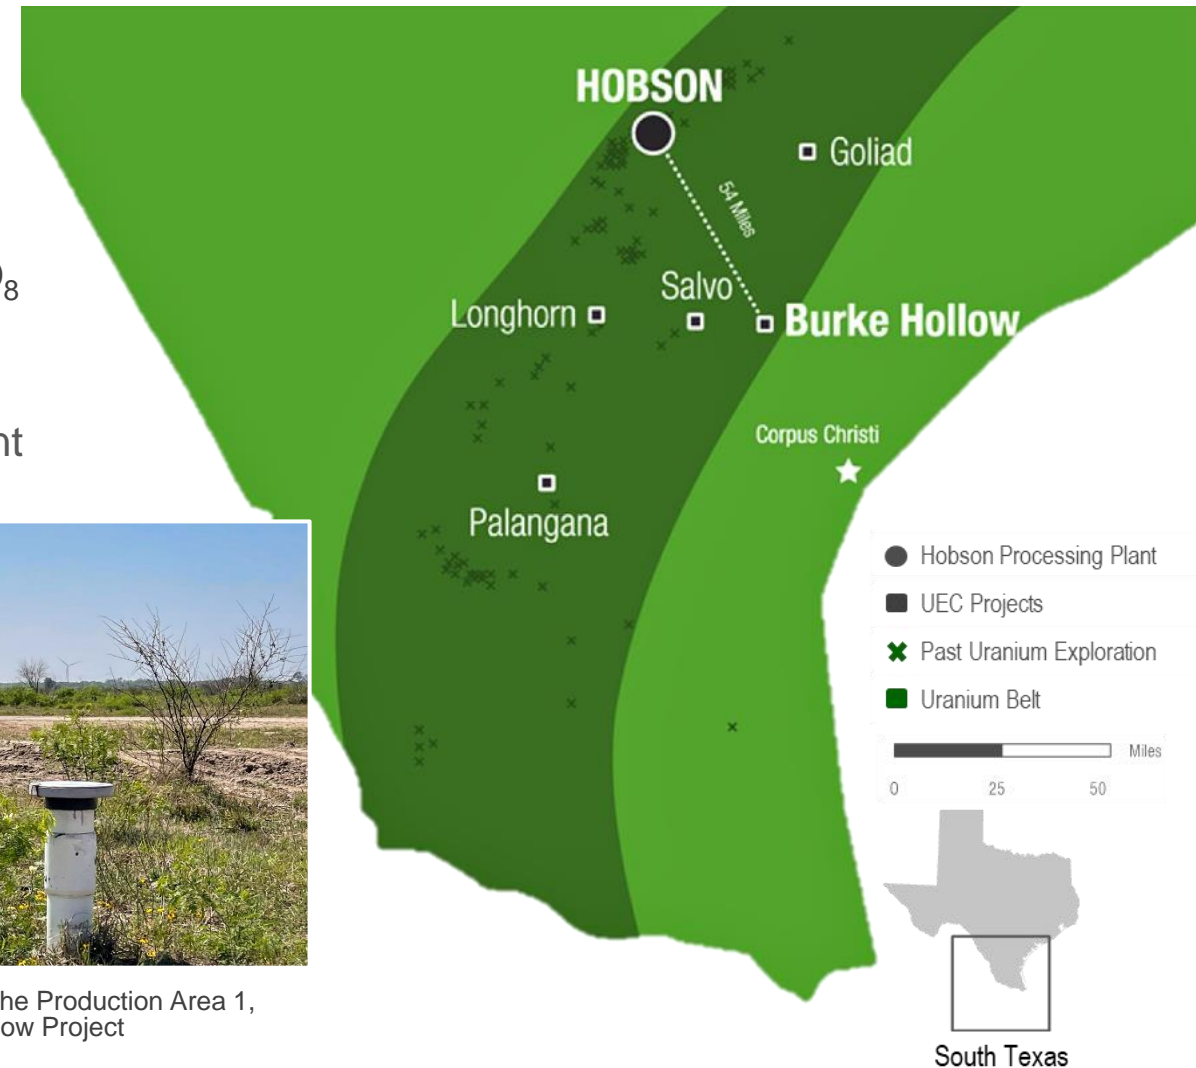 HOBSON
Goliad
54 Miles
Salvo
Longhorn
Burke Hollow
8
Corpus Christi
nt
Palangana
Hobson Processing Plant
UEC Projects
Past Uranium Exploration
Uranium Belt
Miles
0 25 50
he Production Area 1,
ow Project
South Texas